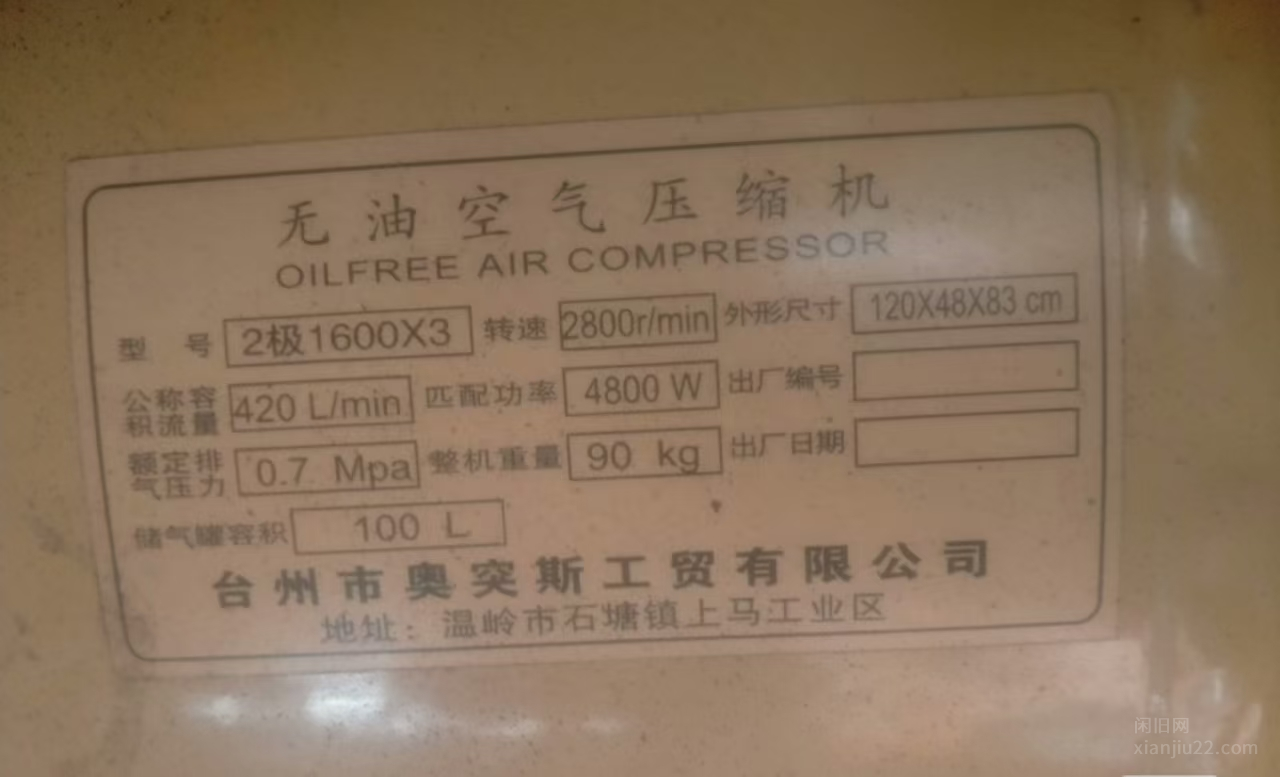 无油空气压缩机
OILFREE AIR COMPRESSOR
型 号 2极1600X3 转速 2800r/min 外形尺寸 120X48X83 cm
公称容积流量 420 L/min 匹配功率 4800 W 出厂编号
额定排气压力 0.7 Mpa 整机重量 90 kg 出厂日期
储气罐容积 100 L
台州市奥突斯工贸有限公司
地址：温岭市石塘镇上马工业区
闲旧网
xianjiu22.com